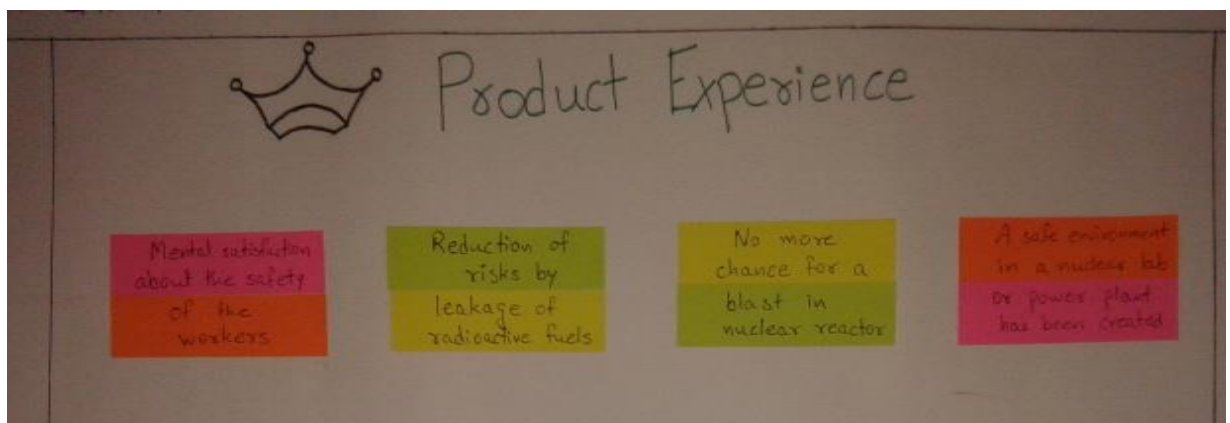 Product Experience
Mental satisfaction
about the safety
of the
workers
Reduction of
risks by
leakage of
radioactive fuels
No more
chance for a
blast in
nuclear reactor
A safe environment
in a nuclear lab
or power plant
has been created